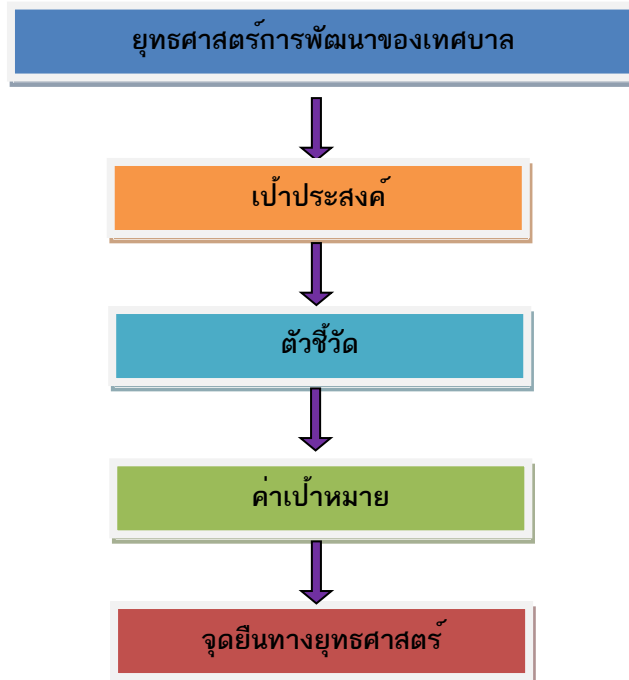 ยุทธศาสตร์การพัฒนาของเทศบาล
เป้าประสงค์
ตัวชี้วัด
ค่าเป้าหมาย
จุดยืนทางยุทธศาสตร์